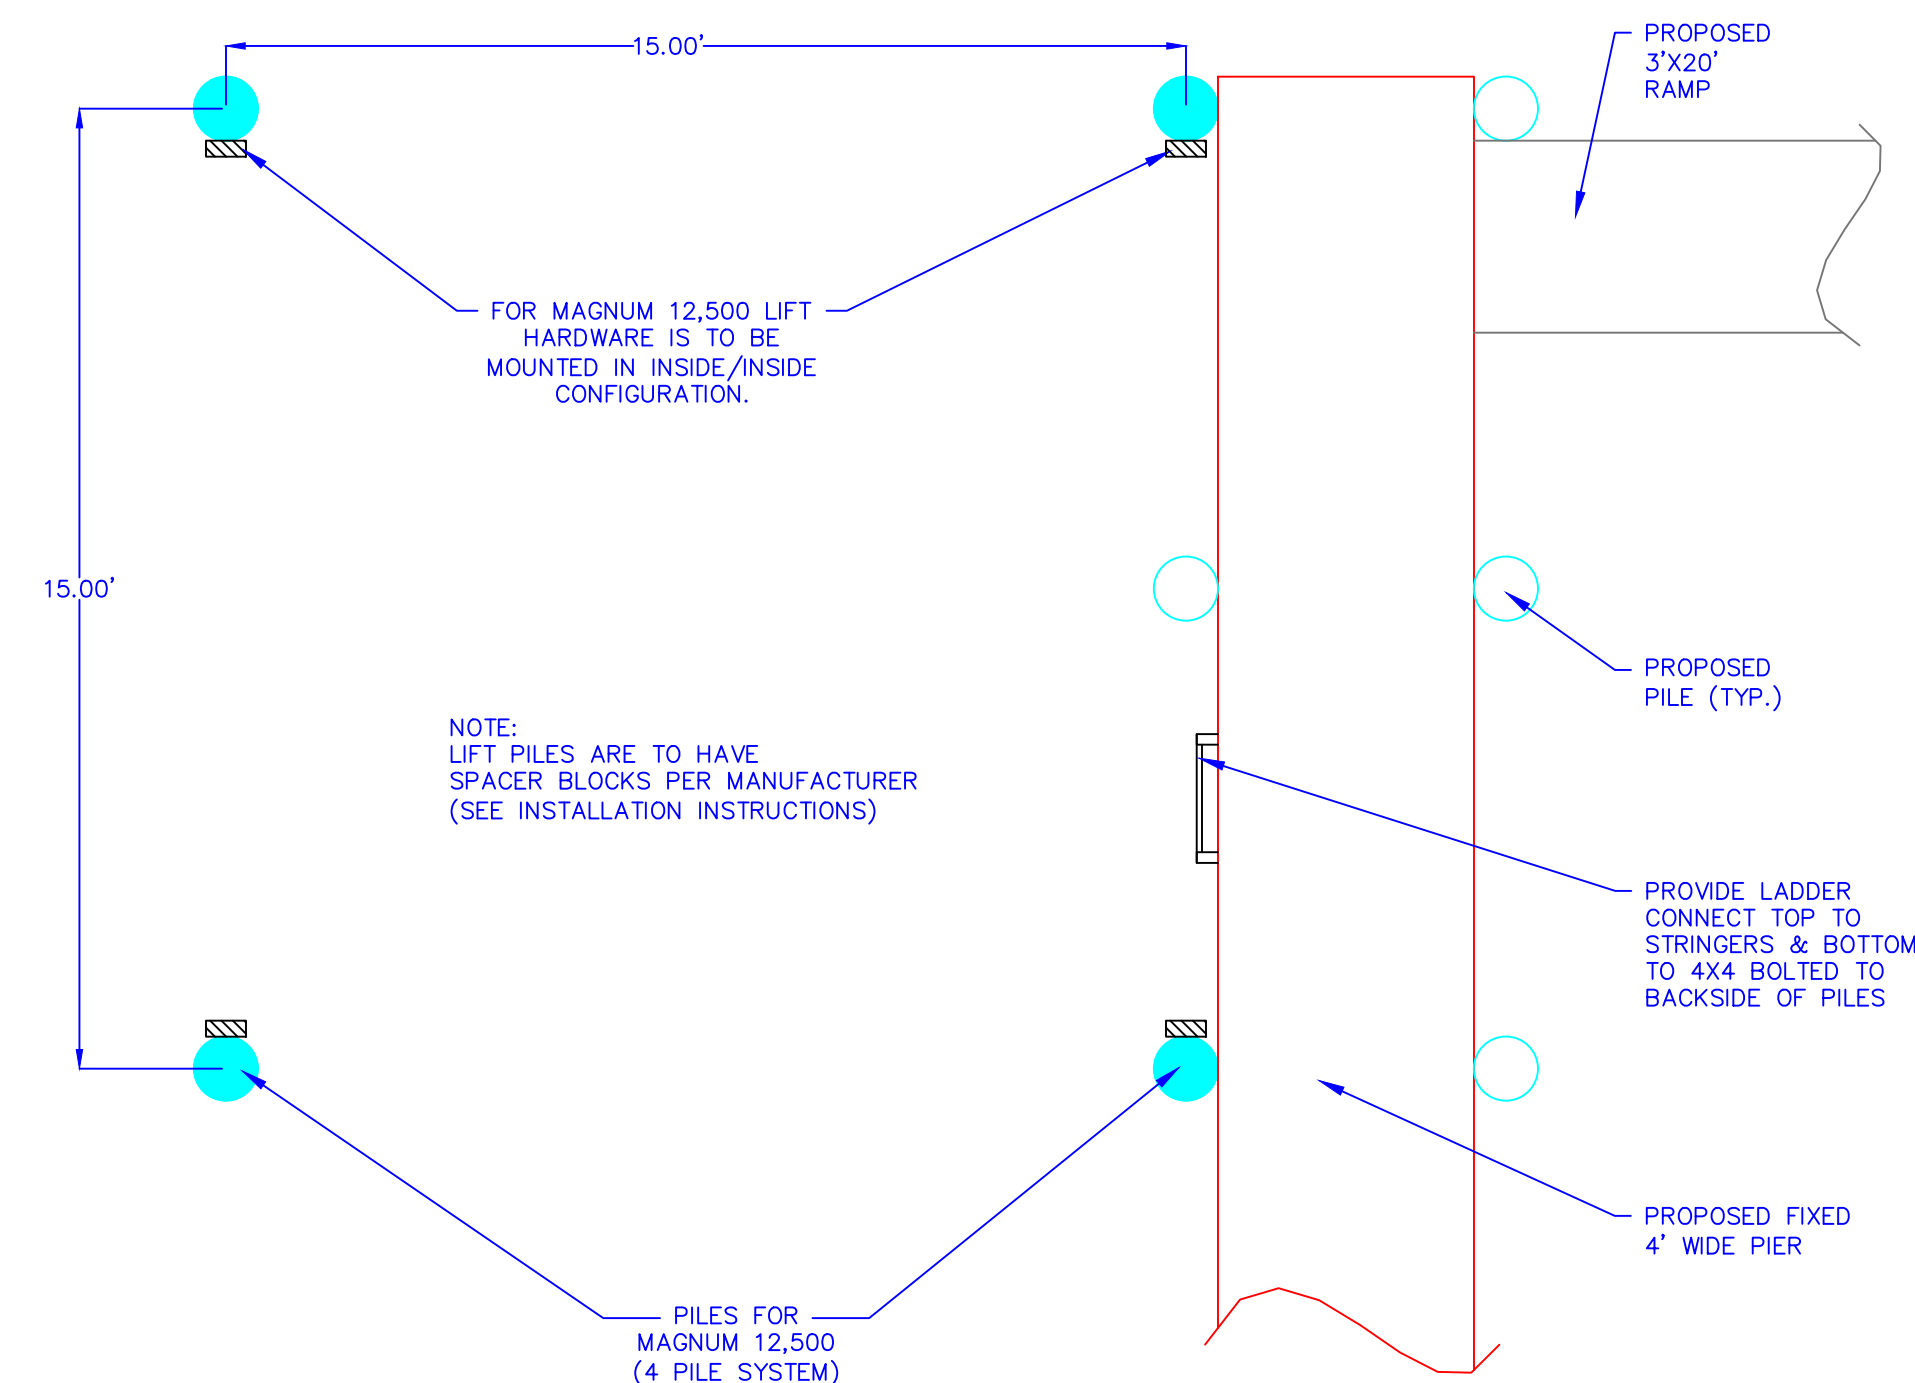 15.00'
PROPOSED
3'X20'
RAMP
FOR MAGNUM 12,500 LIFT
HARDWARE IS TO BE
MOUNTED IN INSIDE/INSIDE
CONFIGURATION.
15.00'
PROPOSED
PILE (TYP.)
NOTE:
LIFT PILES ARE TO HAVE
SPACER BLOCKS PER MANUFACTURER
(SEE INSTALLATION INSTRUCTIONS)
PROVIDE LADDER
CONNECT TOP TO
STRINGERS & BOTTOM
TO 4X4 BOLTED TO
BACKSIDE OF PILES
PROPOSED FIXED
4' WIDE PIER
PILES FOR
MAGNUM 12,500
(4 PILE SYSTEM)